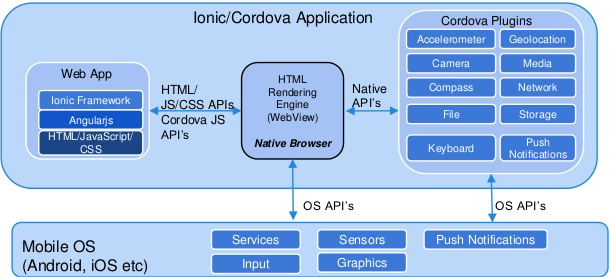 Ionic/Cordova Application
Web App
Ionic Framework
Angularjs
HTML/JavaScript/
CSS
HTML/
JS/CSS APIs
Cordova JS
API's
HTML
Rendering
Engine
(WebView)
Native Browser
Native
API's
Cordova Plugins
Accelerometer
Geolocation
Camera
Media
Compass
Network
File
Storage
Keyboard
Push
Notifications
OS API's
OS API's
Mobile OS
(Android, iOS etc)
Services
Sensors
Push Notifications
Input
Graphics